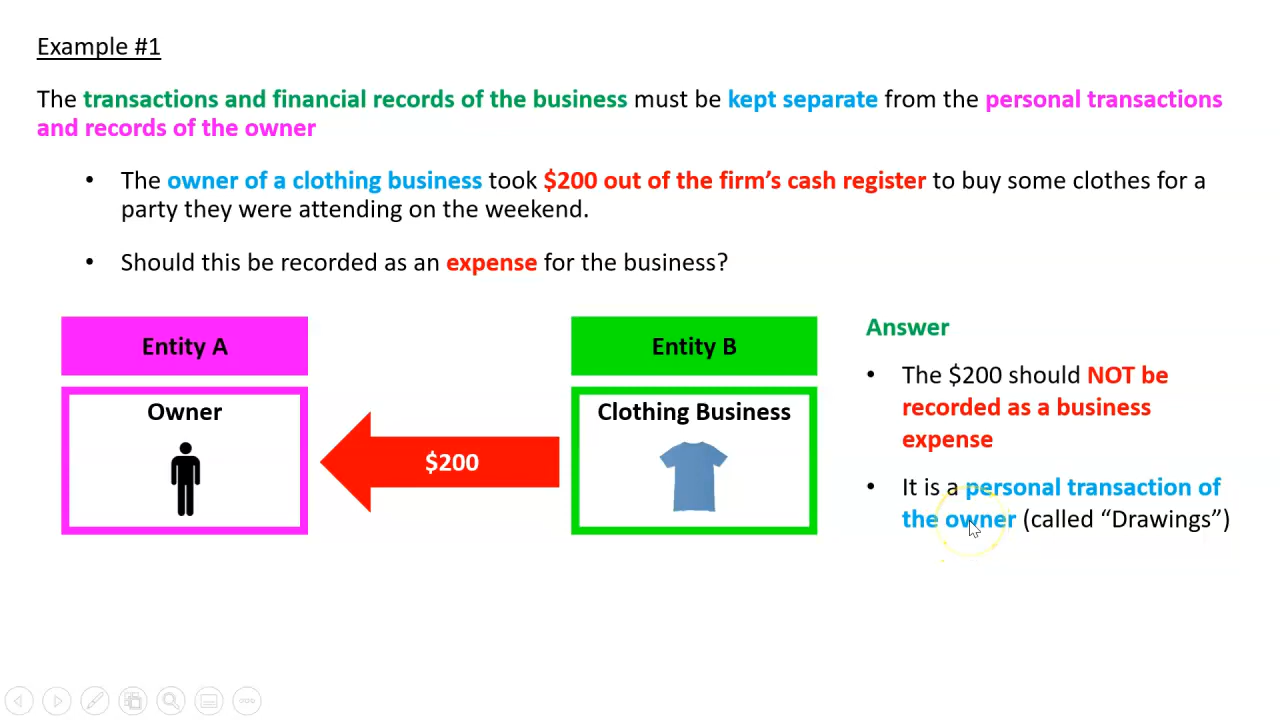 Example #1
The transactions and financial records of the business must be kept separate from the personal transactions
and records of the owner
• The owner of a clothing business took $200 out of the firm’s cash register to buy some clothes for a
party they were attending on the weekend.
• Should this be recorded as an expense for the business?
Entity A
Owner
$200
Entity B
Clothing Business
Answer
• The $200 should NOT be
recorded as a business
expense
• It is a personal transaction of
the owner (called “Drawings”)